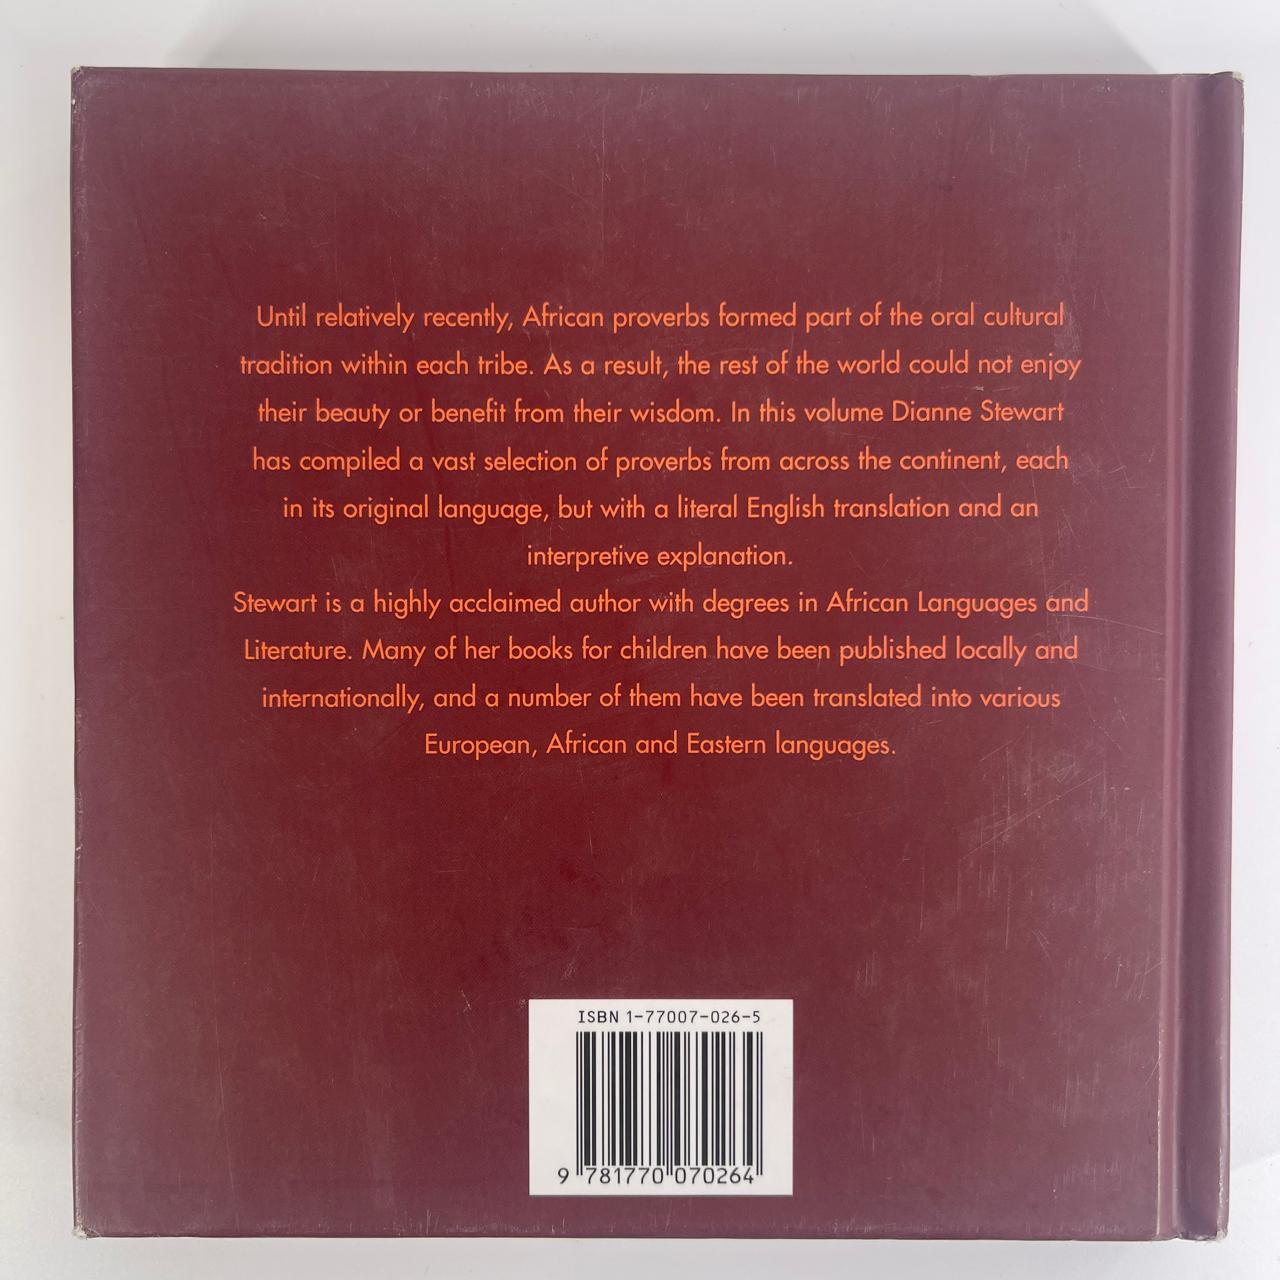 Until relatively recently, African proverbs formed part of the oral cultural
tradition within each tribe. As a result, the rest of the world could not enjoy
their beauty or benefit from their wisdom. In this volume Dianne Stewart
has compiled a vast selection of proverbs from across the continent, each
in its original language, but with a literal English translation and an
interpretive explanation.
Stewart is a highly acclaimed author with degrees in African Languages and
Literature. Many of her books for children have been published locally and
internationally, and a number of them have been translated into various
European, African and Eastern languages.
ISBN 1-77007-026-5
9 781770 070264